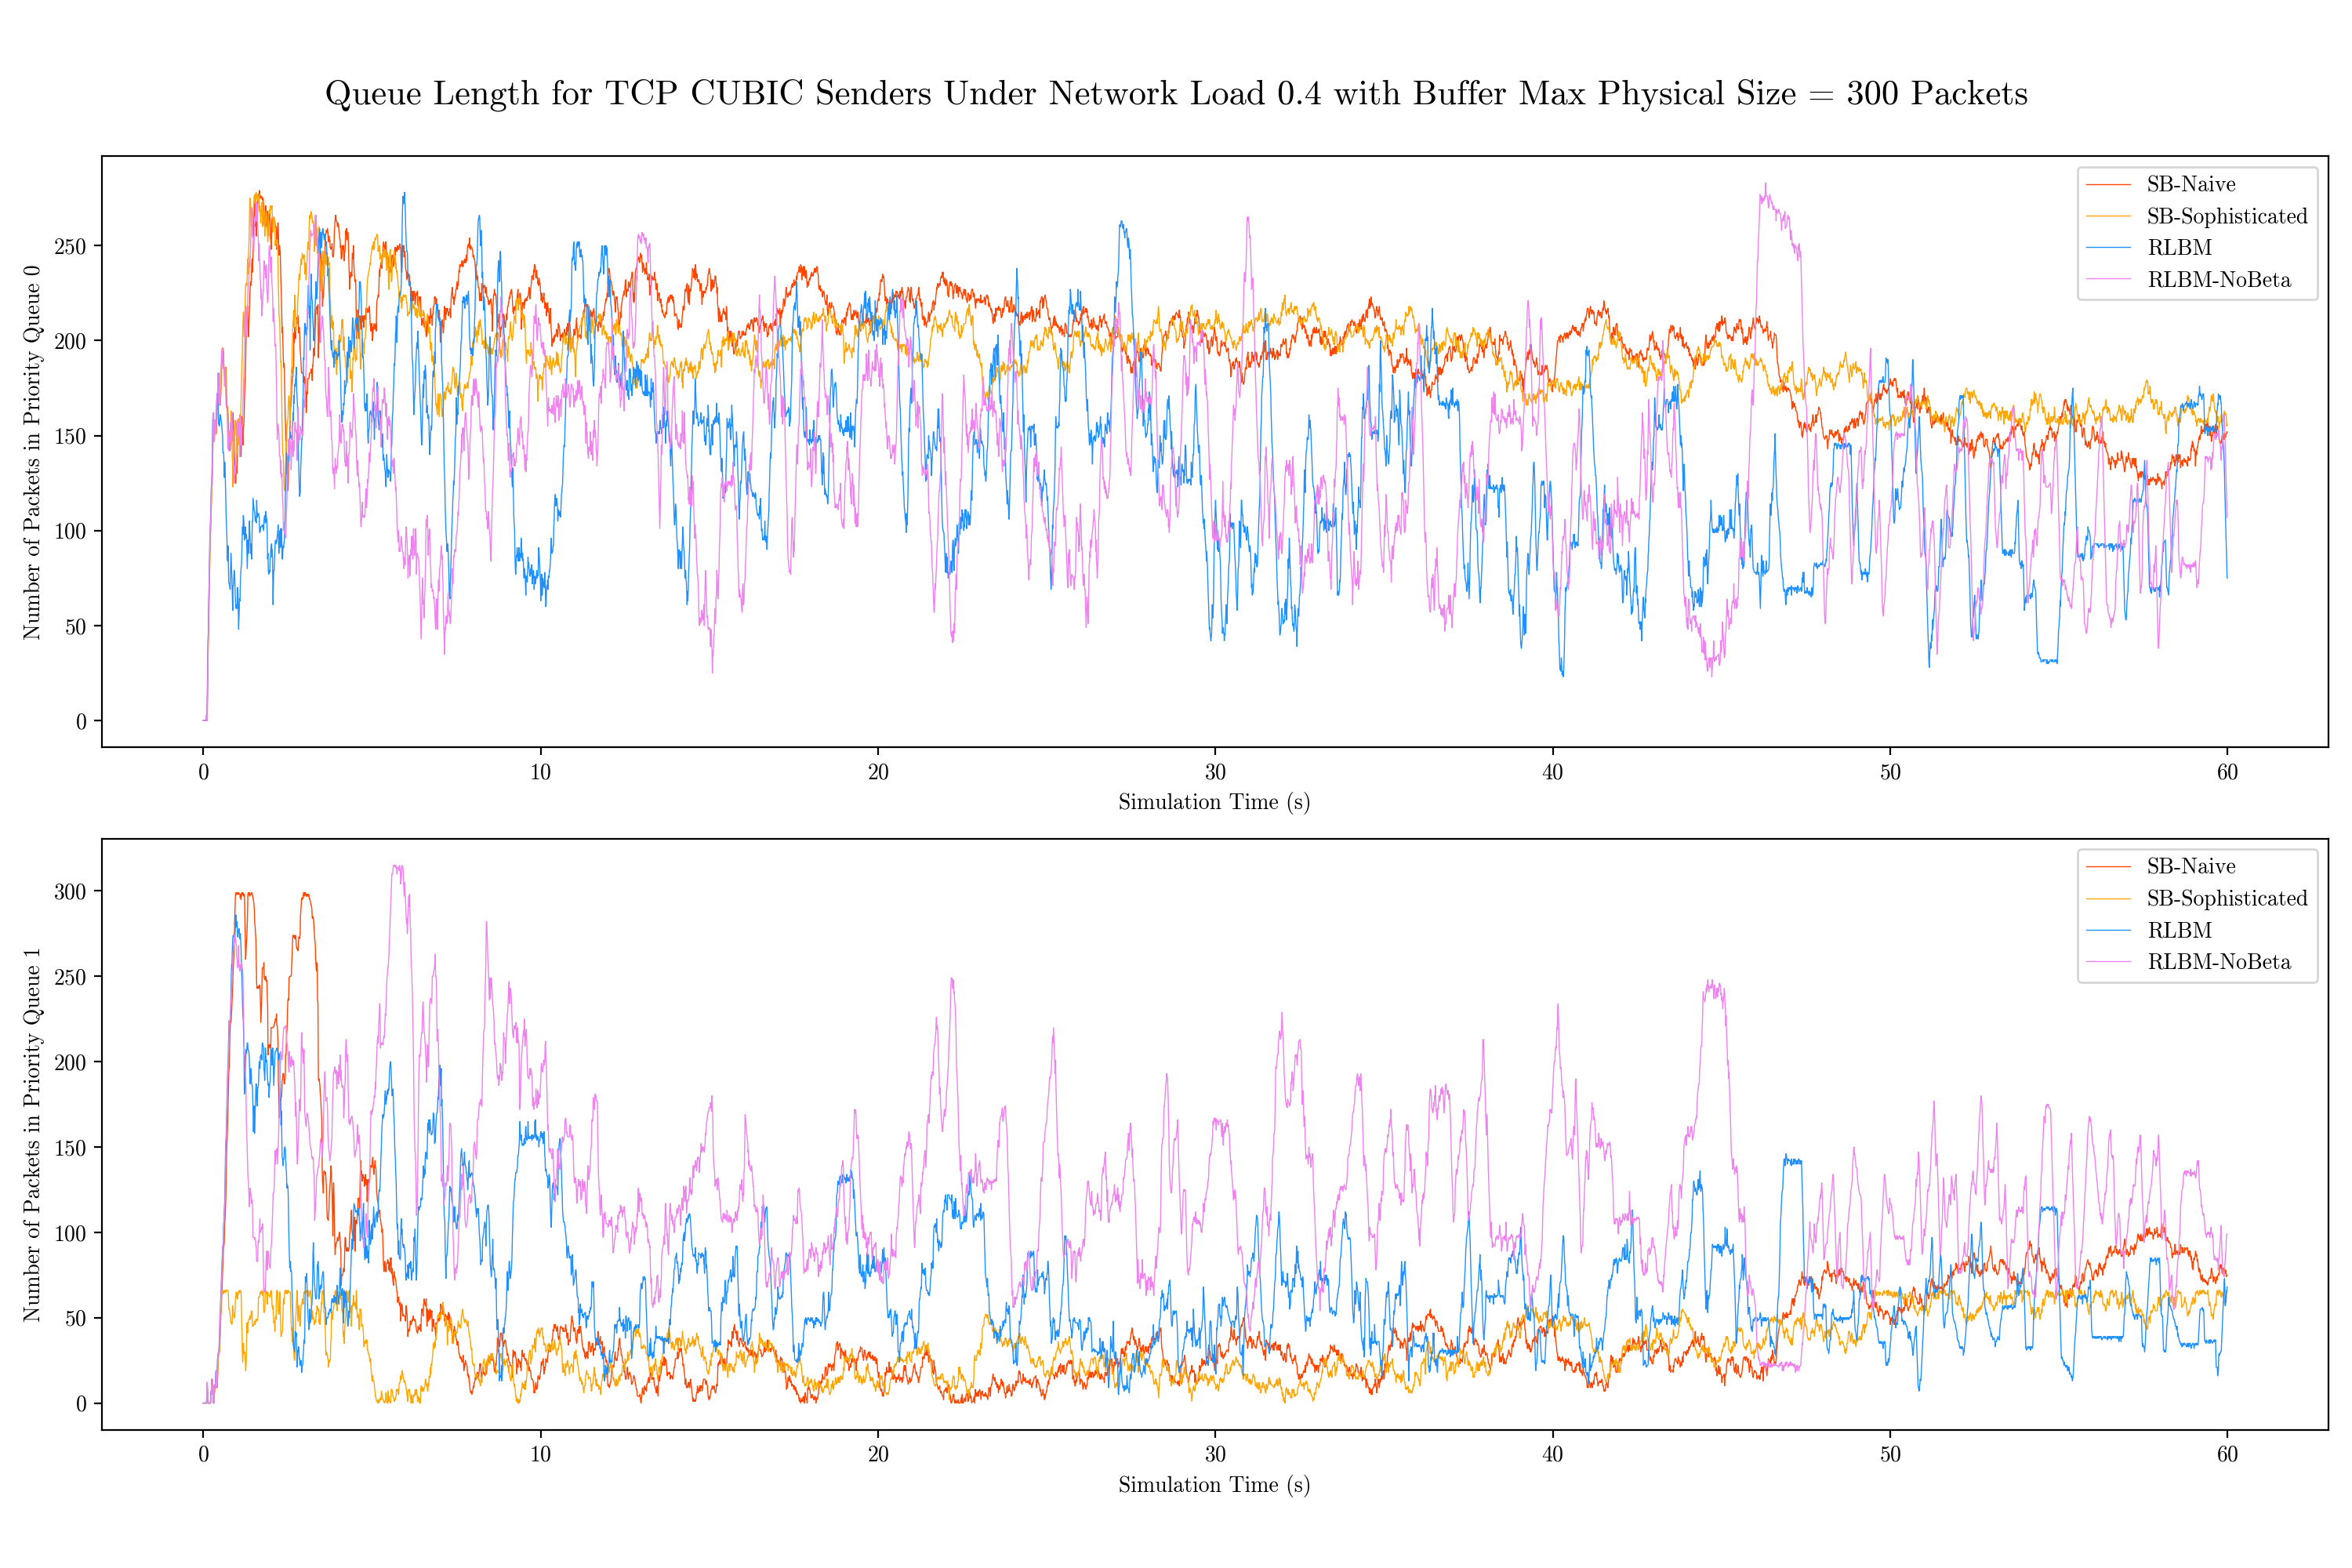 Queue Length for TCP CUBIC Senders Under Network Load 0.4 with Buffer Max Physical Size = 300 Packets
Number of Packets in Priority Queue 0
250
200
150
100
50
0
SB-Naive
SB-Sophisticated
RLBM
RLBM-NoBeta
0 10 20 30 40 50 60
Simulation Time (s)
Number of Packets in Priority Queue 1
300
250
200
150
100
50
0
SB-Naive
SB-Sophisticated
RLBM
RLBM-NoBeta
0 10 20 30 40 50 60
Simulation Time (s)